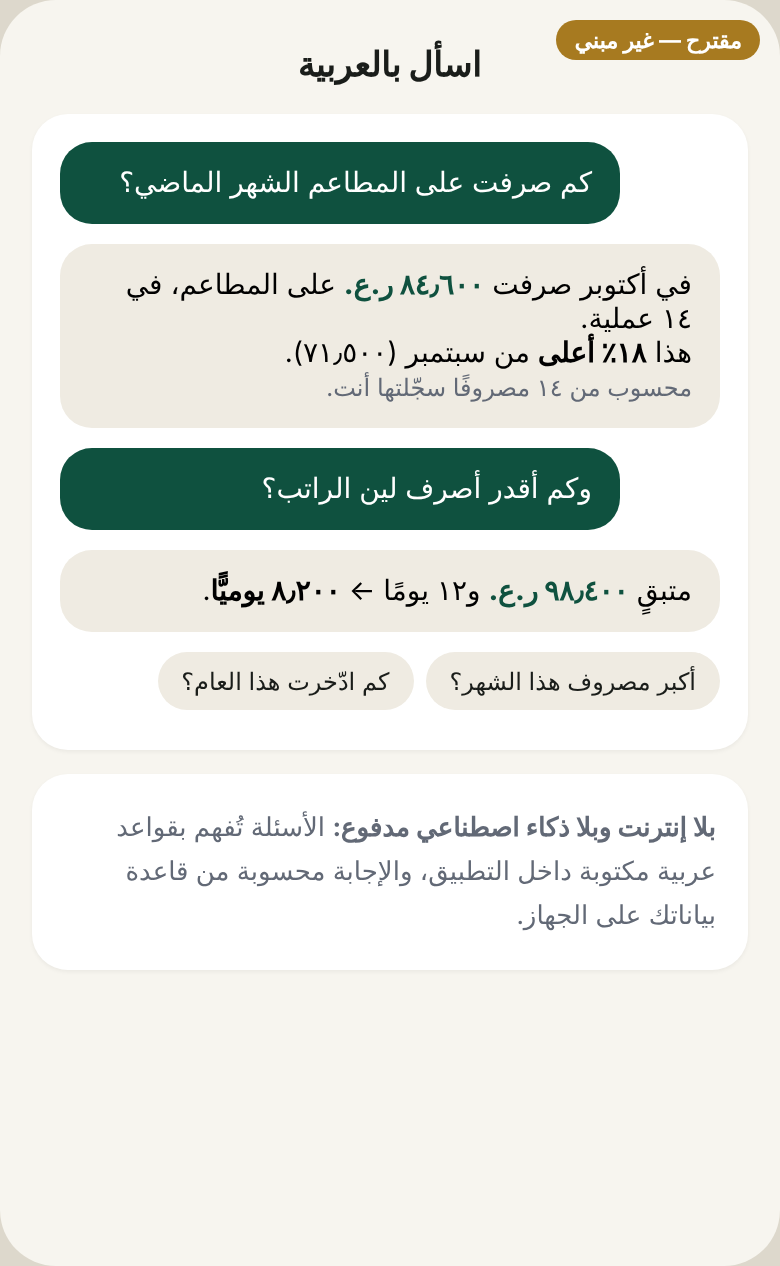 مقترح — غير مبني
اسأل بالعربية
كم صرفت على المطاعم الشهر الماضي؟
في أكتوبر صرفت ٨٤٫٦٠٠ ر.ع. على المطاعم، في
١٤ عملية.
هذا ١٨٪ أعلى من سبتمبر (٧١٫٥٠٠).
محسوب من ١٤ مصروفًا سجّلتها أنت.
وكم أقدر أصرف لين الراتب؟
متبقٍ ٩٨٫٤٠٠ ر.ع. و١٢ يومًا ← ٨٫٢٠٠ يوميًّا.
أكبر مصروف هذا الشهر؟
كم ادّخرت هذا العام؟
بلا إنترنت وبلا ذكاء اصطناعي مدفوع: الأسئلة تُفهم بقواعد
عربية مكتوبة داخل التطبيق، والإجابة محسوبة من قاعدة
بياناتك على الجهاز.